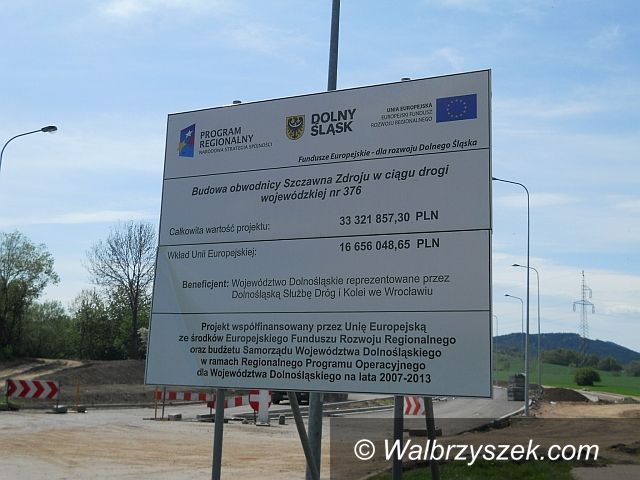 PROGRAM
REGIONALNY
NARODOWA STRATEGIA SPÓJNOŚCI
DOLNY
ŚLĄSK
UNIA EUROPEJSKA
EUROPEJSKI FUNDUSZ
ROZWOJU REGIONALNEGO
Fundusze Europejskie - dla rozwoju Dolnego Śląska
Budowa obwodnicy Szczawna Zdroju w ciągu drogi
wojewódzkiej nr 376
Całkowita wartość projektu: 33 321 857,30 PLN
Wkład Unii Europejskiej: 16 656 048,65 PLN
Beneficjent: Województwo Dolnośląskie reprezentowane przez
Dolnośląską Służbę Dróg i Kolei we Wrocławiu
Projekt współfinansowany przez Unię Europejską
ze środków Europejskiego Funduszu Rozwoju Regionalnego
oraz budżetu Samorządu Województwa Dolnośląskiego
w ramach Regionalnego Programu Operacyjnego
dla Województwa Dolnośląskiego na lata 2007-2013
© Walbrzyszek.com